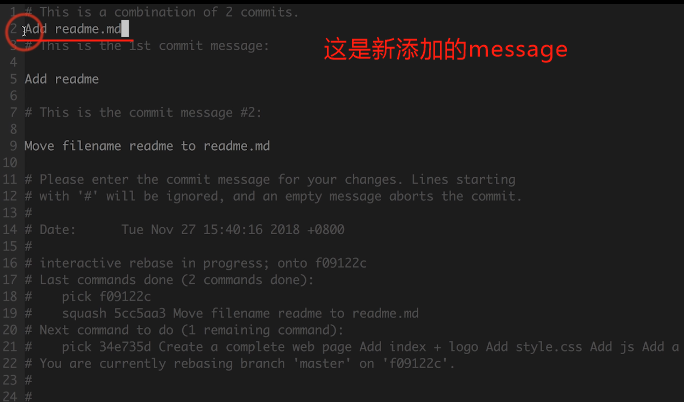 1 # This is a combination of 2 commits.
2 Add readme.md
3 # This is the 1st commit message:
这是新添加的message
4
5 Add readme
6
7 # This is the commit message #2:
8
9 Move filename readme to readme.md
10
11 # Please enter the commit message for your changes. Lines starting
12 # with '#' will be ignored, and an empty message aborts the commit.
13 #
14 # Date:      Tue Nov 27 15:40:16 2018 +0800
15 #
16 # interactive rebase in progress; onto f09122c
17 # Last commands done (2 commands done):
18 #    pick f09122c
19 #    squash 5cc5aa3 Move filename readme to readme.md
20 # Next command to do (1 remaining command):
21 #    pick 34e735d Create a complete web page Add index + logo Add style.css Add js Add a
22 # You are currently rebasing branch 'master' on 'f09122c'.
23 #
24 #